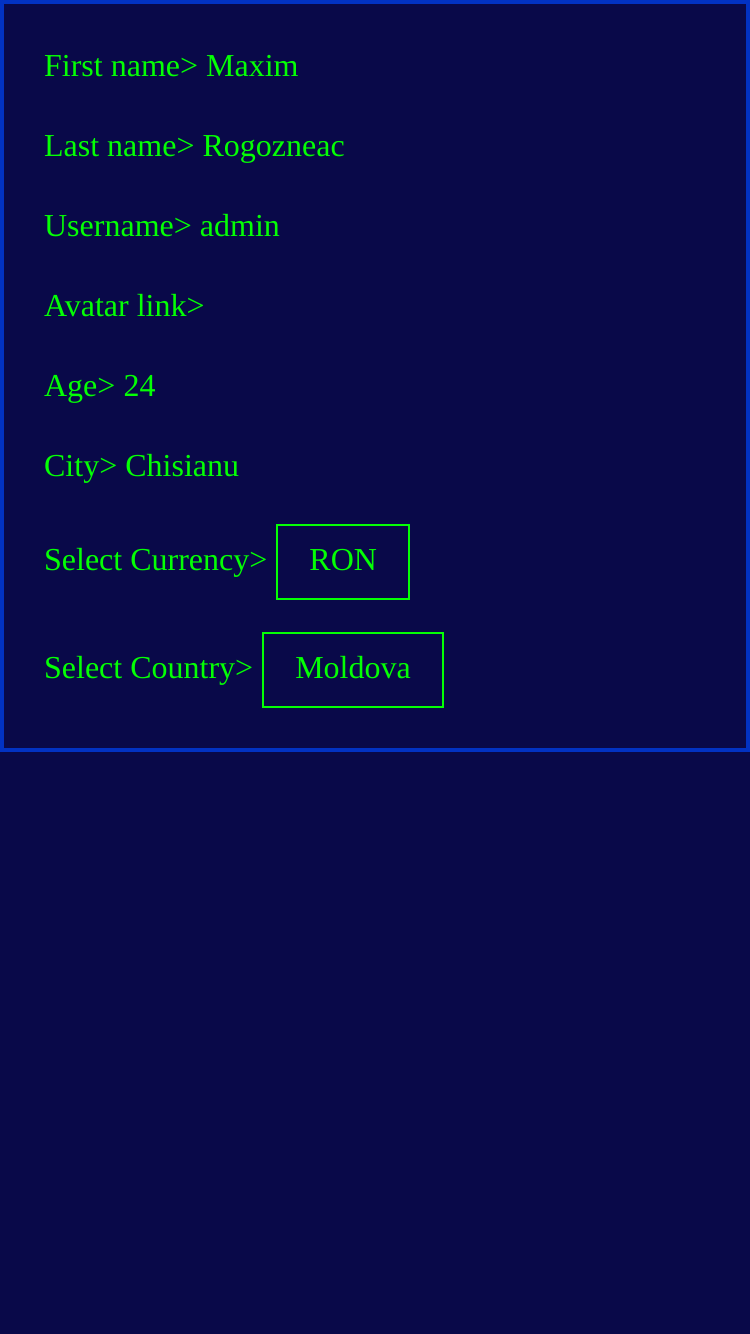 First name> Maxim
Last name> Rogozneac
Username> admin
Avatar link>
Age> 24
City> Chisianu
Select Currency> RON
Select Country> Moldova